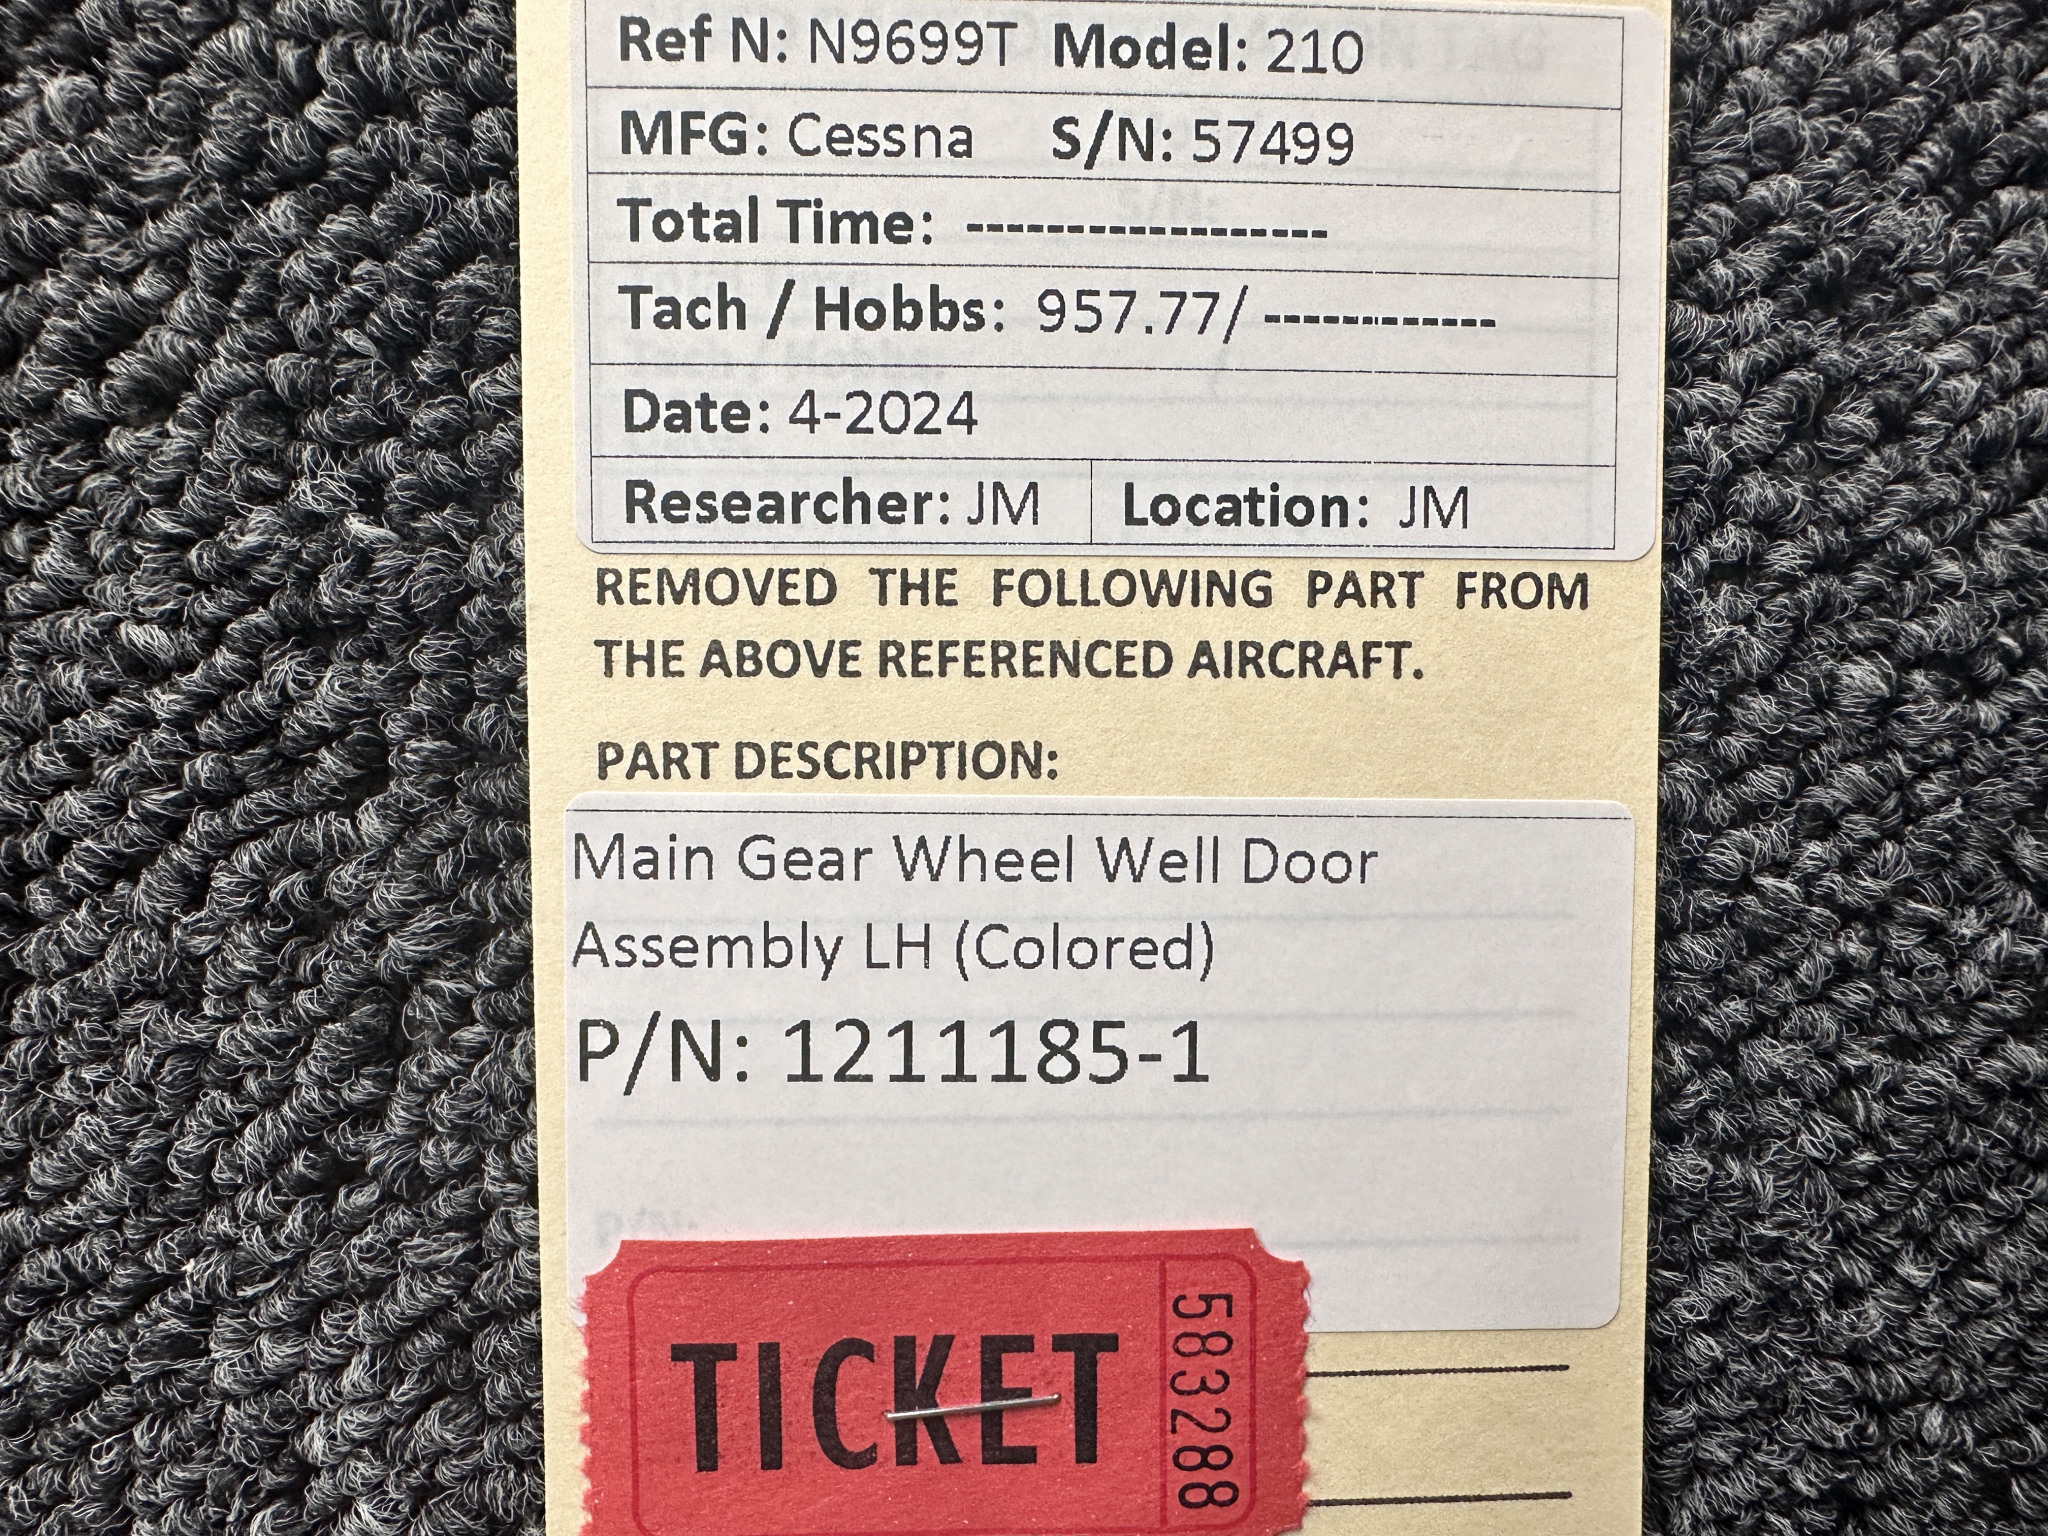 Ref N: N9699T Model: 210
MFG: Cessna S/N: 57499
Total Time: ------------------
Tach / Hobbs: 957.77/ ------------
Date: 4-2024
Researcher: JM Location: JM
REMOVED THE FOLLOWING PART FROM
THE ABOVE REFERENCED AIRCRAFT.
PART DESCRIPTION:
Main Gear Wheel Well Door
Assembly LH (Colored)
P/N: 1211185-1
TICKET
583288